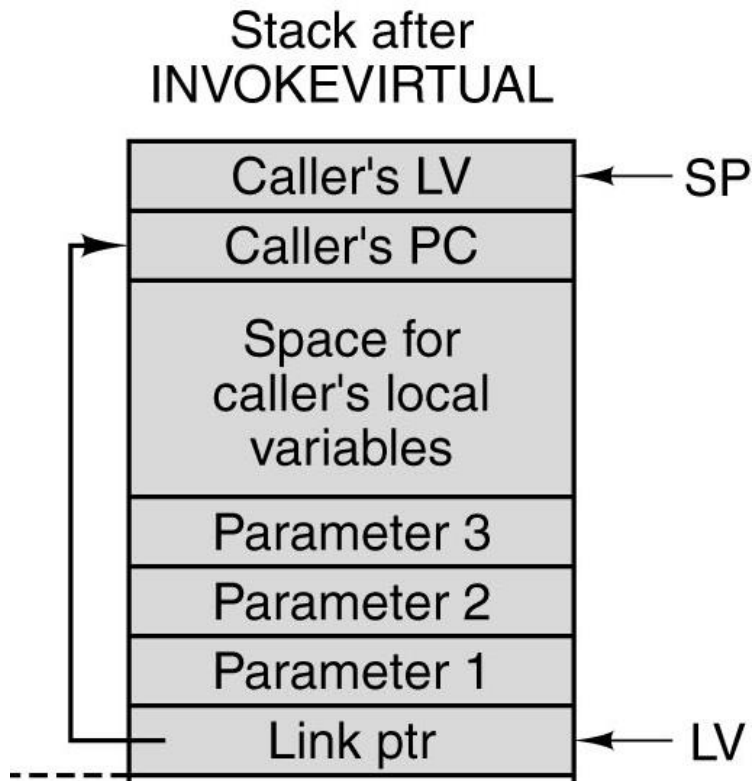 Stack after
INVOKEVIRTUAL
Caller's LV
SP
Caller's PC
Space for
caller's local
variables
Parameter 3
Parameter 2
Parameter 1
Link ptr
LV